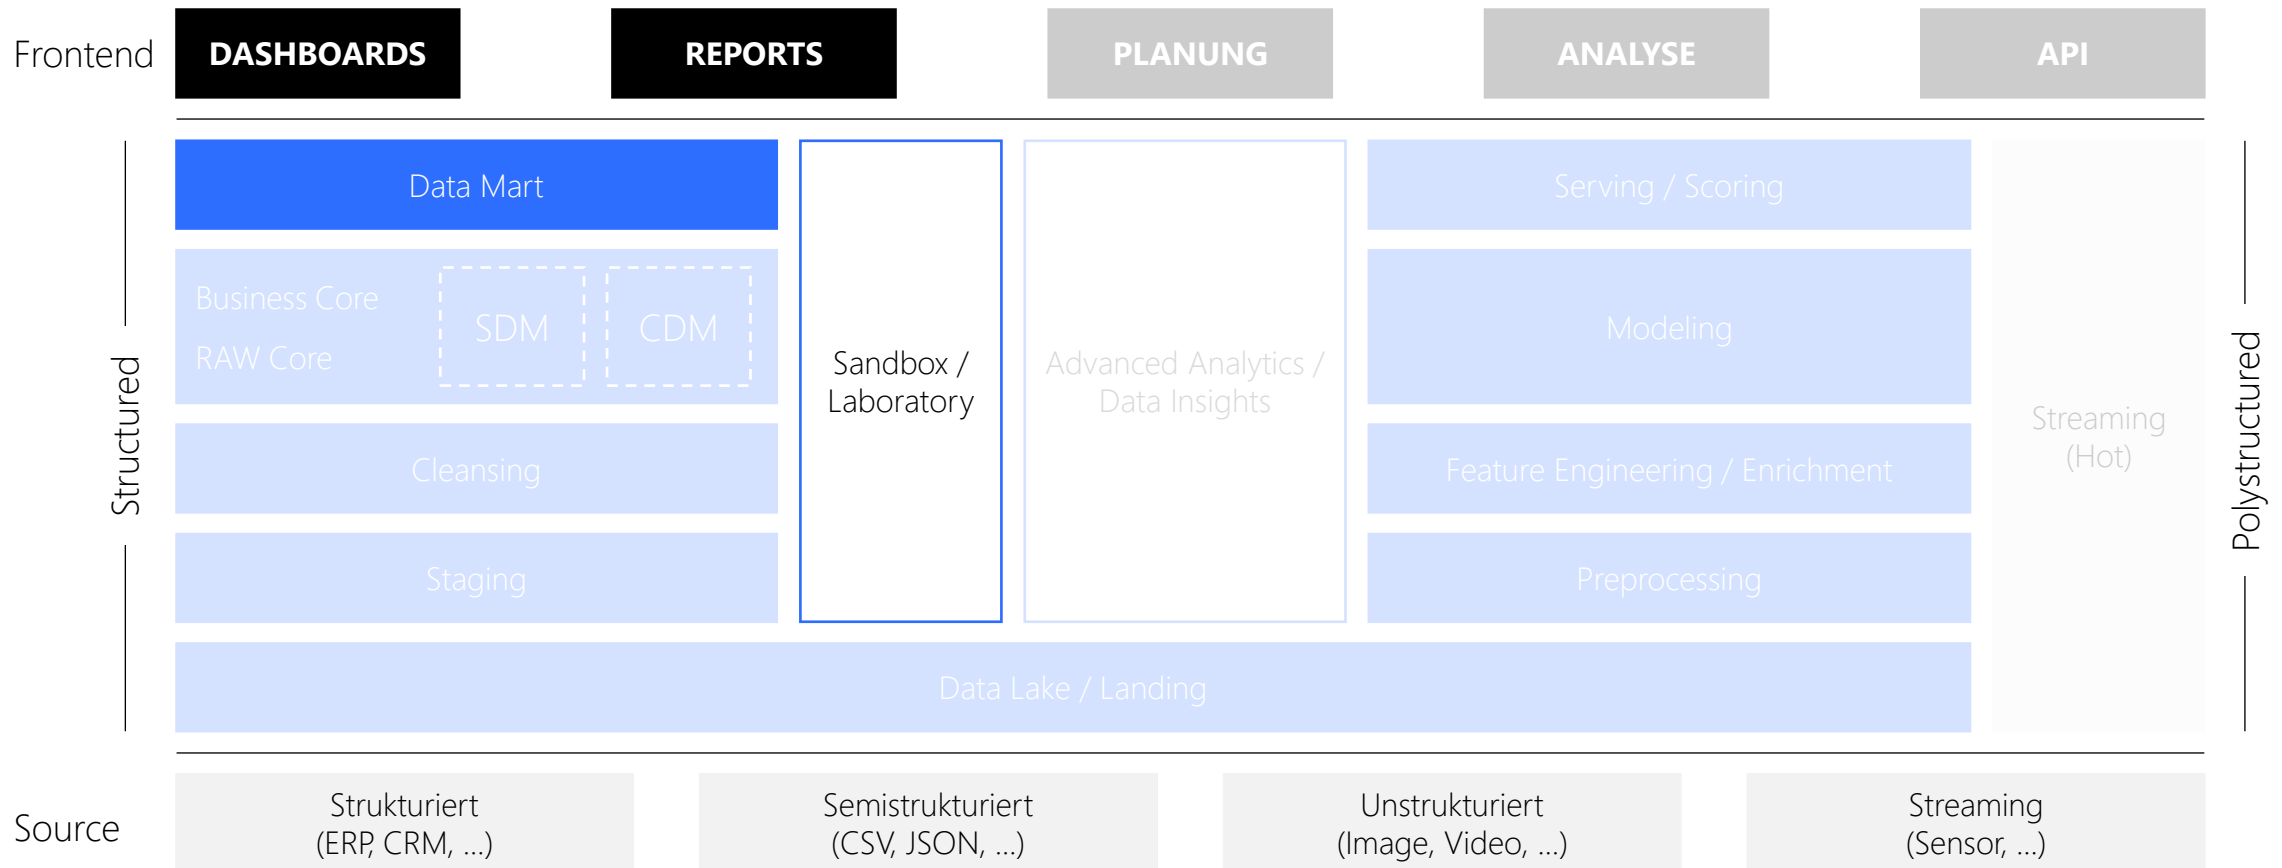 Frontend
DASHBOARDS
REPORTS
PLANUNG
ANALYSE
API
Structured
Data Mart
Business Core
RAW Core
SDM
CDM
Cleansing
Staging
Sandbox /
Laboratory
Advanced Analytics /
Data Insights
Serving / Scoring
Modeling
Feature Engineering / Enrichment
Preprocessing
Data Lake / Landing
Streaming
(Hot)
Polystructured
Source
Strukturiert
(ERP, CRM, ...)
Semistrukturiert
(CSV, JSON, ...)
Unstrukturiert
(Image, Video, ...)
Streaming
(Sensor, ...)